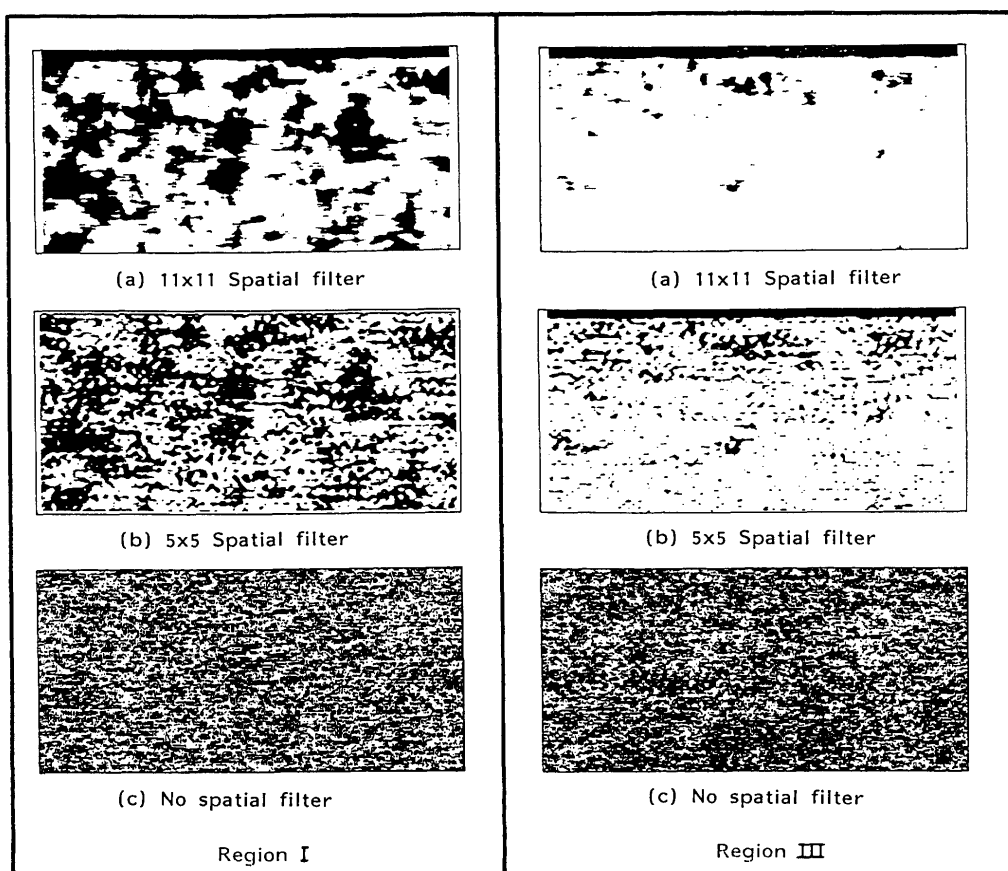 (a) 11x11 Spatial filter
(b) 5x5 Spatial filter
(c) No spatial filter
Region I
(a) 11x11 Spatial filter
(b) 5x5 Spatial filter
(c) No spatial filter
Region III